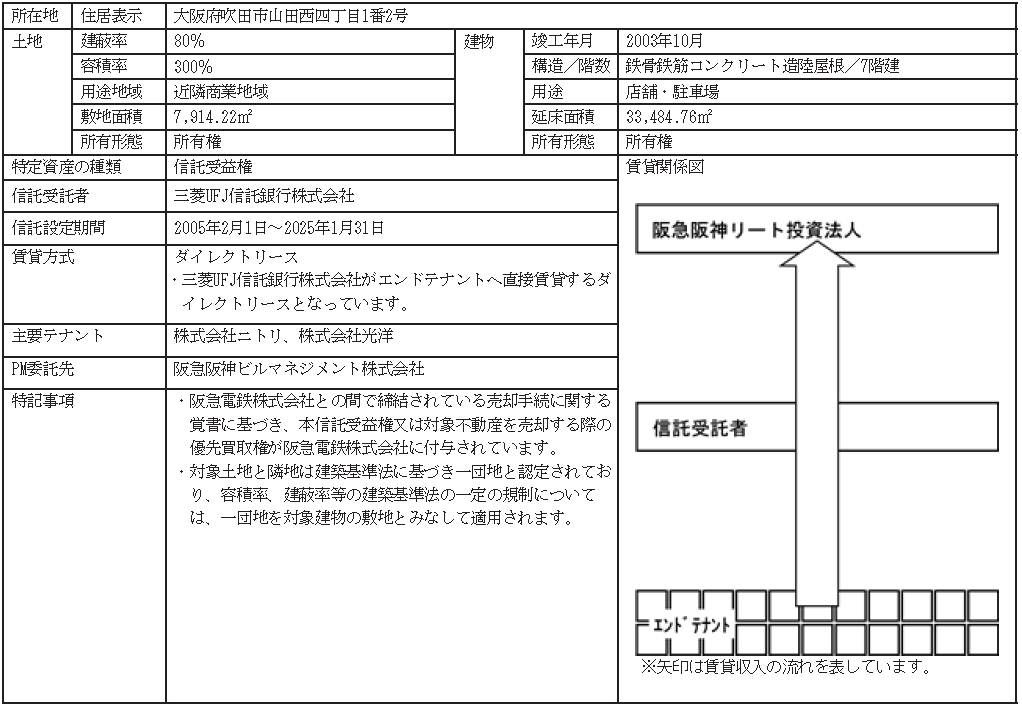 所在地 住居表示 大阪府吹田市山田西四丁目1番2号
土地 建蔽率 80% 建物 竣工年月 2003年10月
容積率 300% 構造／階数 鉄骨鉄筋コンクリート造陸屋根／7階建
用途地域 近隣商業地域 用途 店舗・駐車場
敷地面積 7,914.22㎡ 延床面積 33,484.76㎡
所有形態 所有権 所有形態 所有権
特定資産の種類 信託受益権
信託受託者 三菱UFJ信託銀行株式会社
信託設定期間 2005年2月1日～2025年1月31日
賃貸方式 ダイレクトリース
・三菱UFJ信託銀行株式会社がエンドテナントへ直接賃貸するダ
イレクトリースとなっています。
主要テナント 株式会社ニトリ、株式会社光洋
PM委託先 阪急阪神ビルマネジメント株式会社
特記事項 ・阪急電鉄株式会社との間で締結されている売却手続に関する
覚書に基づき、本信託受益権又は対象不動産を売却する際の
優先買取権が阪急電鉄株式会社に付与されています。
・対象土地と隣地は建築基準法に基づき一団地と認定されてお
り、容積率、建蔽率等の建築基準法の一定の規制について
は、一団地を対象建物の敷地とみなして適用されます。
賃貸関係図
阪急阪神リート投資法人
信託受託者
エンドテナント
※矢印は賃貸収入の流れを表しています。